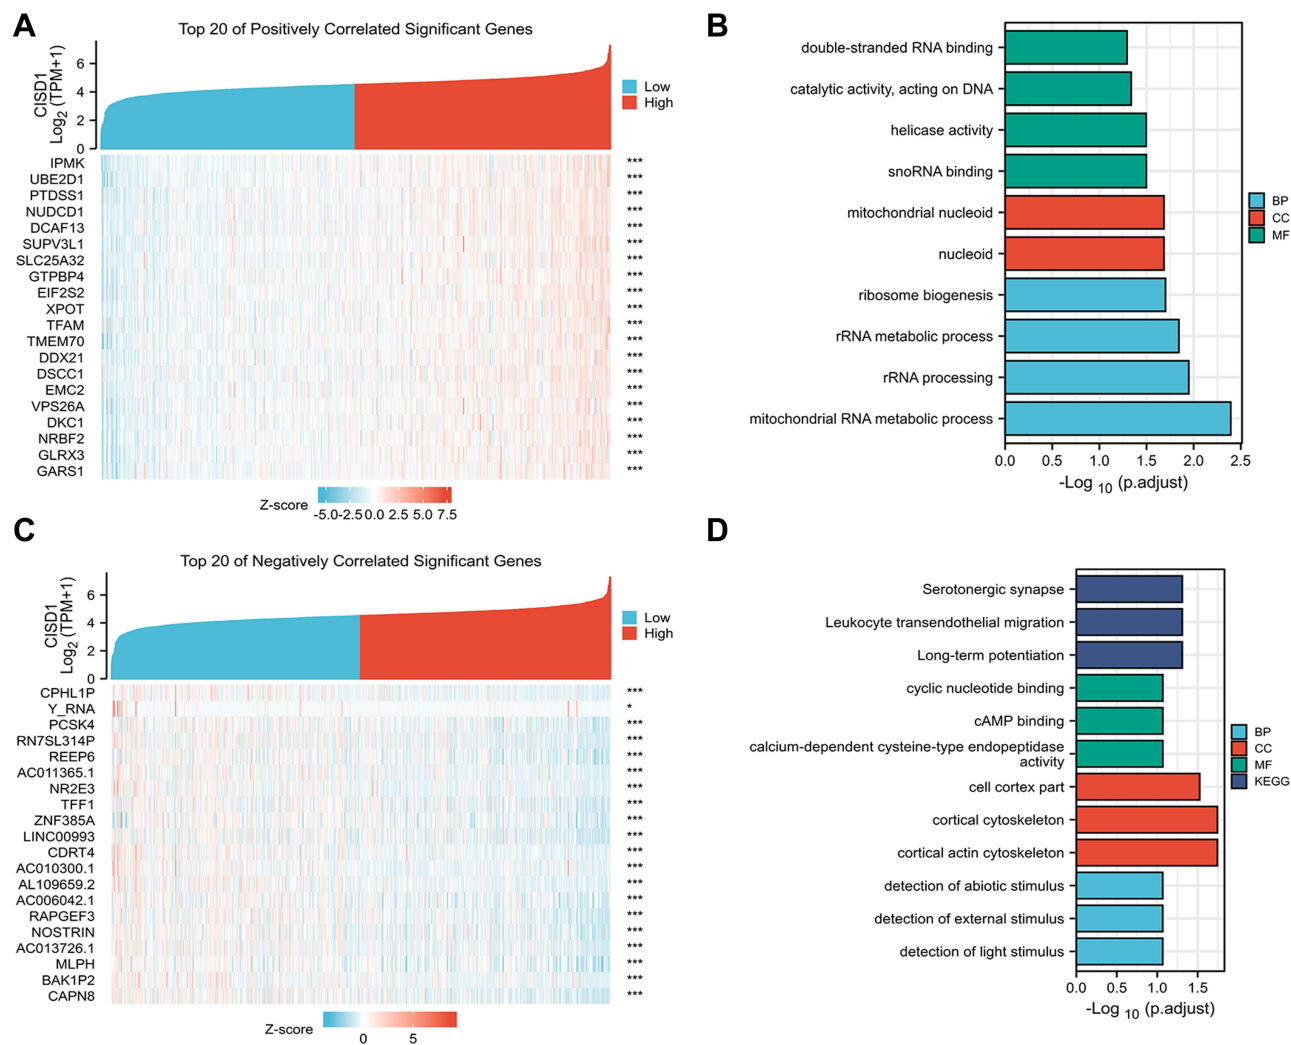 A
Top 20 of Positively Correlated Significant Genes
CISD1
Log2 (TPM+1)
6
4
2
0
Low
High
IPMK ***
UBE2D1 ***
PTDSS1 ***
NUDCD1 ***
DCAF13 ***
SUPV3L1 ***
SLC25A32 ***
GTPBP4 ***
EIF2S2 ***
XPOT ***
TFAM ***
TMEM70 ***
DDX21 ***
DSCC1 ***
EMC2 ***
VPS26A ***
DKC1 ***
NRBF2 ***
GLRX3 ***
GARS1 ***
Z-score
-5.0 -2.5 0.0 2.5 5.0 7.5
B
double-stranded RNA binding
catalytic activity, acting on DNA
helicase activity
snoRNA binding
mitochondrial nucleoid
nucleoid
ribosome biogenesis
rRNA metabolic process
rRNA processing
mitochondrial RNA metabolic process
0.0 0.5 1.0 1.5 2.0 2.5
-Log 10 (p.adjust)
BP
CC
MF
C
Top 20 of Negatively Correlated Significant Genes
CISD1
Log2 (TPM+1)
6
4
2
0
Low
High
CPHL1P ***
Y_RNA *
PCSK4 ***
RN7SL314P ***
REEP6 ***
AC011365.1 ***
NR2E3 ***
TFF1 ***
ZNF385A ***
LINC00993 ***
CDRT4 ***
AC010300.1 ***
AL109659.2 ***
AC006042.1 ***
RAPGEF3 ***
NOSTRIN ***
AC013726.1 ***
MLPH ***
BAK1P2 ***
CAPN8 ***
Z-score
0 5
D
Serotonergic synapse
Leukocyte transendothelial migration
Long-term potentiation
cyclic nucleotide binding
cAMP binding
calcium-dependent cysteine-type endopeptidase
activity
cell cortex part
cortical cytoskeleton
cortical actin cytoskeleton
detection of abiotic stimulus
detection of external stimulus
detection of light stimulus
0.0 0.5 1.0 1.5
-Log 10 (p.adjust)
BP
CC
MF
KEGG